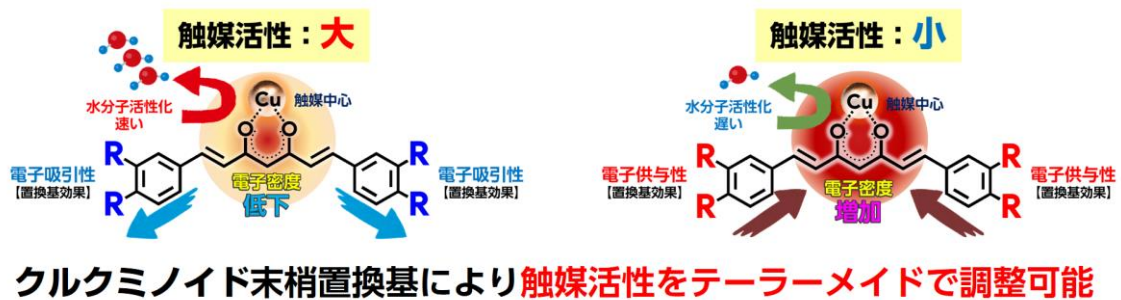 触媒活性：大
Cu
触媒中心
水分子活性化
速い
O O
R
R
R
R
電子吸引性
【置換基効果】
電子密度
低下
電子吸引性
【置換基効果】
触媒活性：小
Cu
触媒中心
水分子活性化
遅い
O O
R
R
R
R
電子供与性
【置換基効果】
電子密度
増加
電子供与性
【置換基効果】
クルクミノイド末梢置換基により触媒活性をテーラーメイドで調整可能